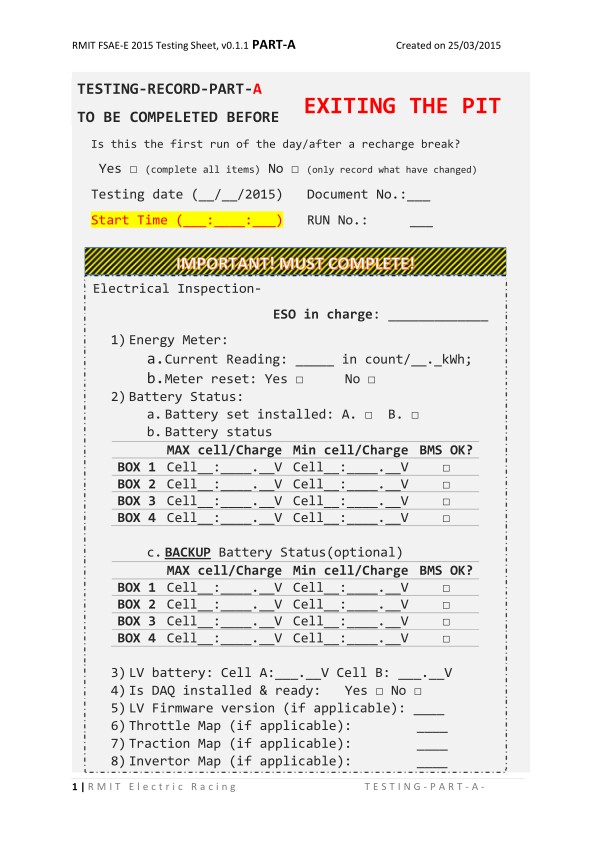 RMIT FSAE-E 2015 Testing Sheet, v0.1.1 PART-A Created on 25/03/2015
TESTING-RECORD-PART-A
EXITING THE PIT
TO BE COMPELETED BEFORE
Is this the first run of the day/after a recharge break?
Yes □ (complete all items) No □ (only record what have changed)
Testing date (__/__/2015) Document No.:___
Start Time (___:____:___) RUN No.: ___
IMPORTANT! MUST COMPLETE!
Electrical Inspection-
ESO in charge: _____________
1) Energy Meter:
a. Current Reading: _____ in count/__._kWh;
b. Meter reset: Yes □ No □
2) Battery Status:
a. Battery set installed: A. □ B. □
b. Battery status
MAX cell/Charge Min cell/Charge BMS OK?
BOX 1 Cell__:____.__V Cell__:____.__V □
BOX 2 Cell__:____.__V Cell__:____.__V □
BOX 3 Cell__:____.__V Cell__:____.__V □
BOX 4 Cell__:____.__V Cell__:____.__V □
c. BACKUP Battery Status(optional)
MAX cell/Charge Min cell/Charge BMS OK?
BOX 1 Cell__:____.__V Cell__:____.__V □
BOX 2 Cell__:____.__V Cell__:____.__V □
BOX 3 Cell__:____.__V Cell__:____.__V □
BOX 4 Cell__:____.__V Cell__:____.__V □
3) LV battery: Cell A:___.__V Cell B: ___.__V
4) Is DAQ installed & ready: Yes □ No □
5) LV Firmware version (if applicable): ____
6) Throttle Map (if applicable): ____
7) Traction Map (if applicable): ____
8) Invertor Map (if applicable): ____
1 | RMIT Electric Racing TESTING-PART-A-